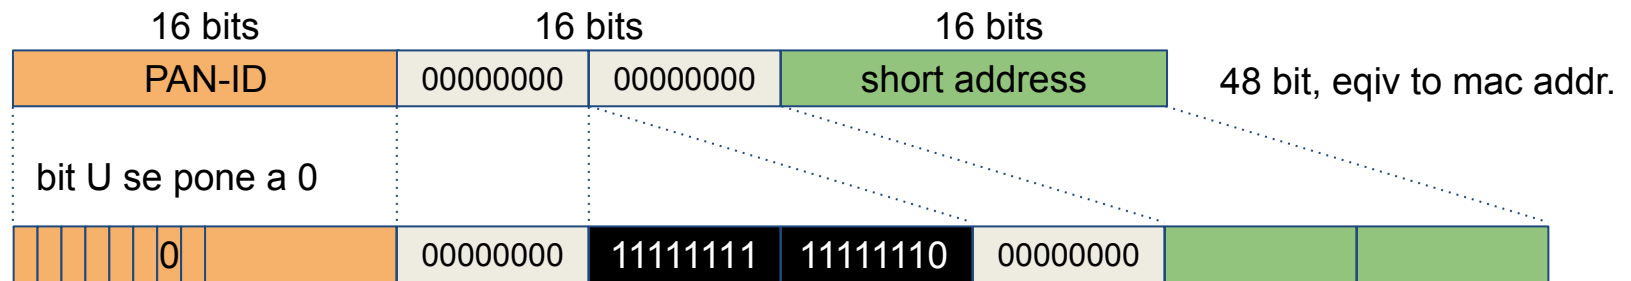 16 bits 16 bits 16 bits
PAN-ID 00000000 00000000 short address 48 bit, eqiv to mac addr.
bit U se pone a 0
0 00000000 11111111 11111110 00000000